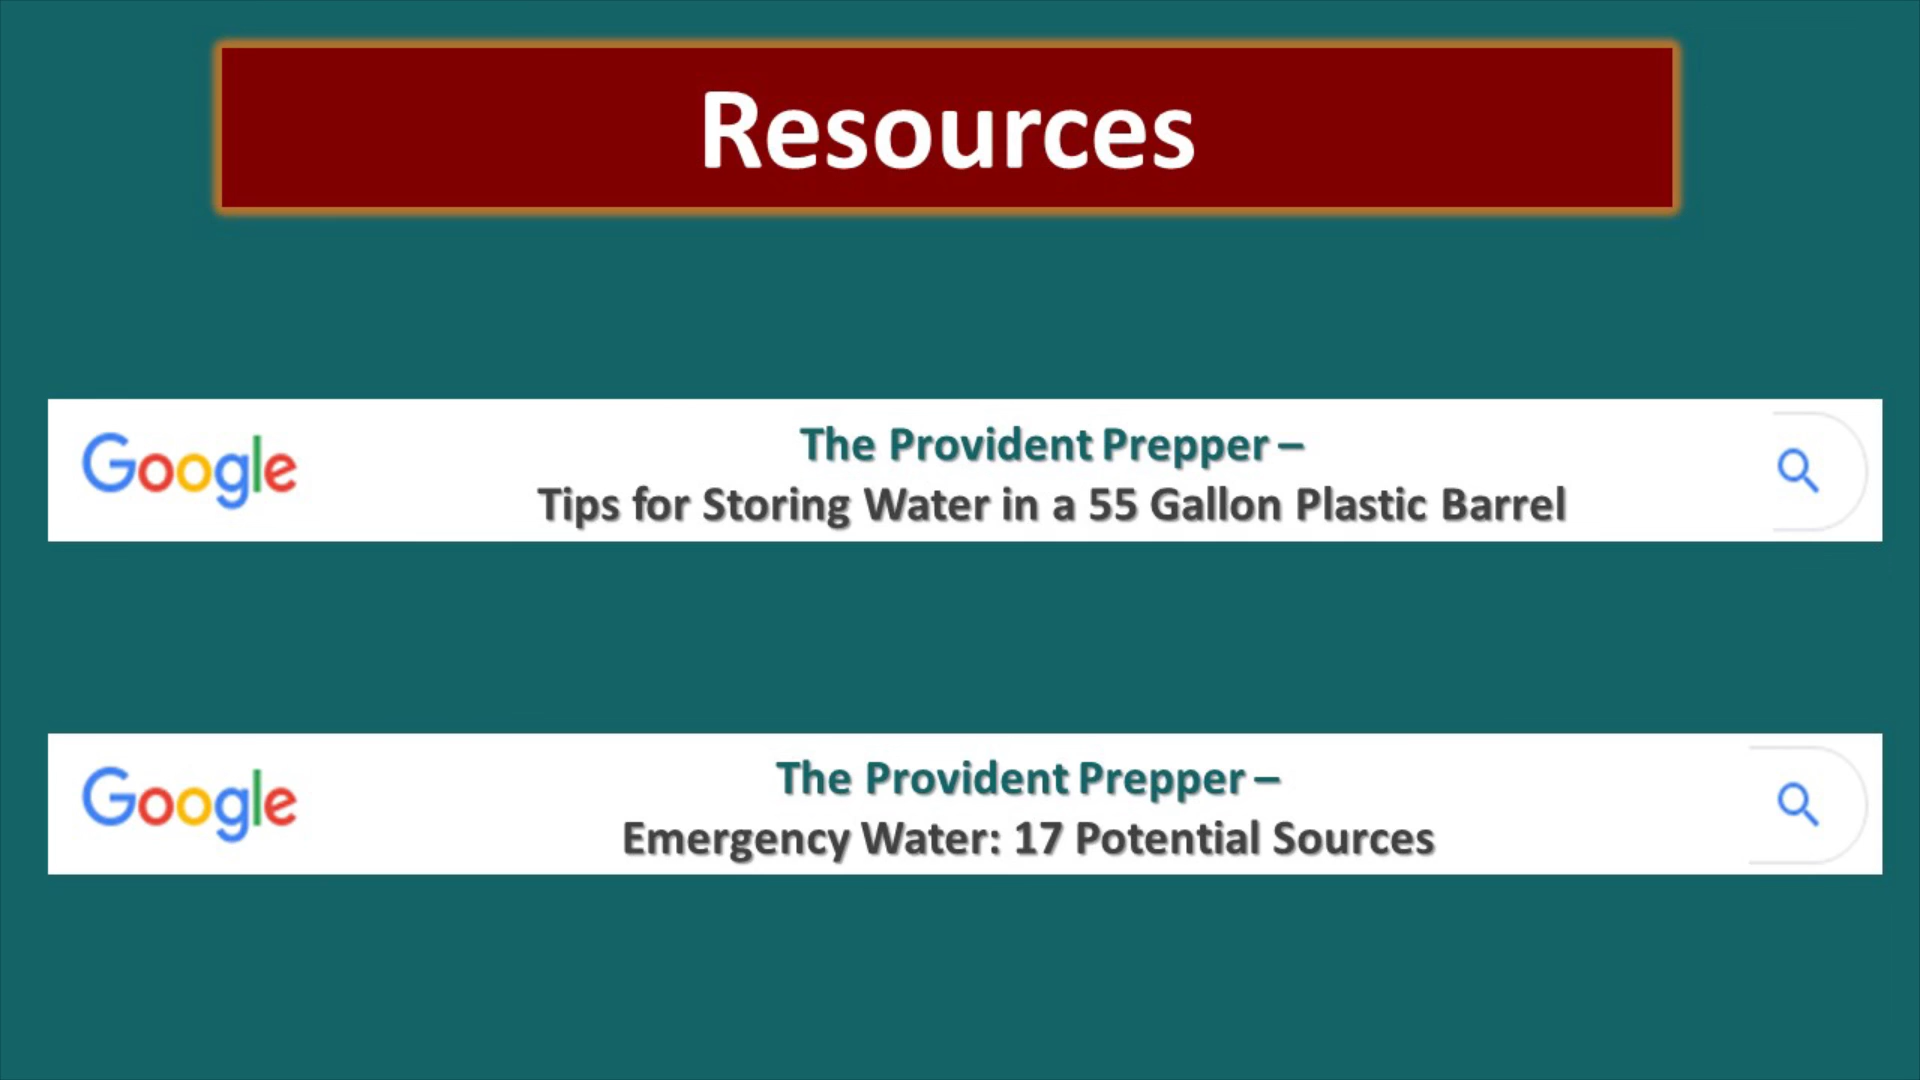 Resources
Google
The Provident Prepper –
Tips for Storing Water in a 55 Gallon Plastic Barrel
Google
The Provident Prepper –
Emergency Water: 17 Potential Sources